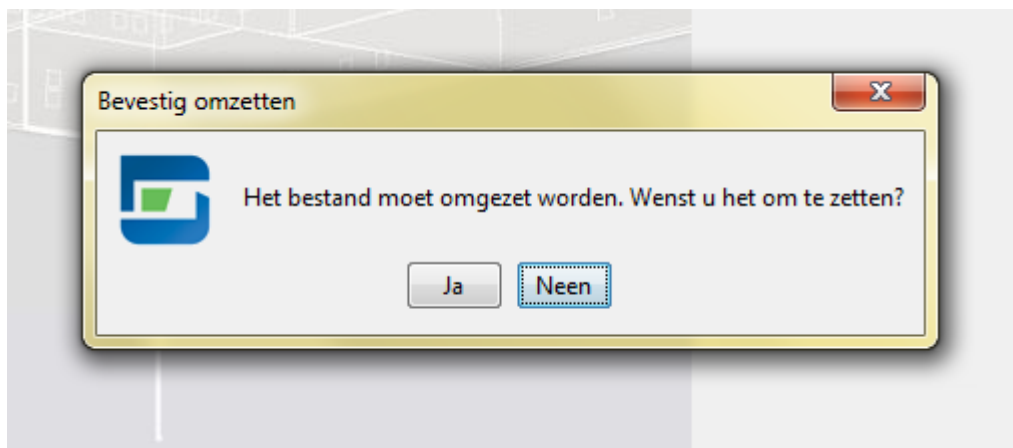 Bevestig omzetten
Het bestand moet omgezet worden. Wenst u het om te zetten?
Ja
Neen